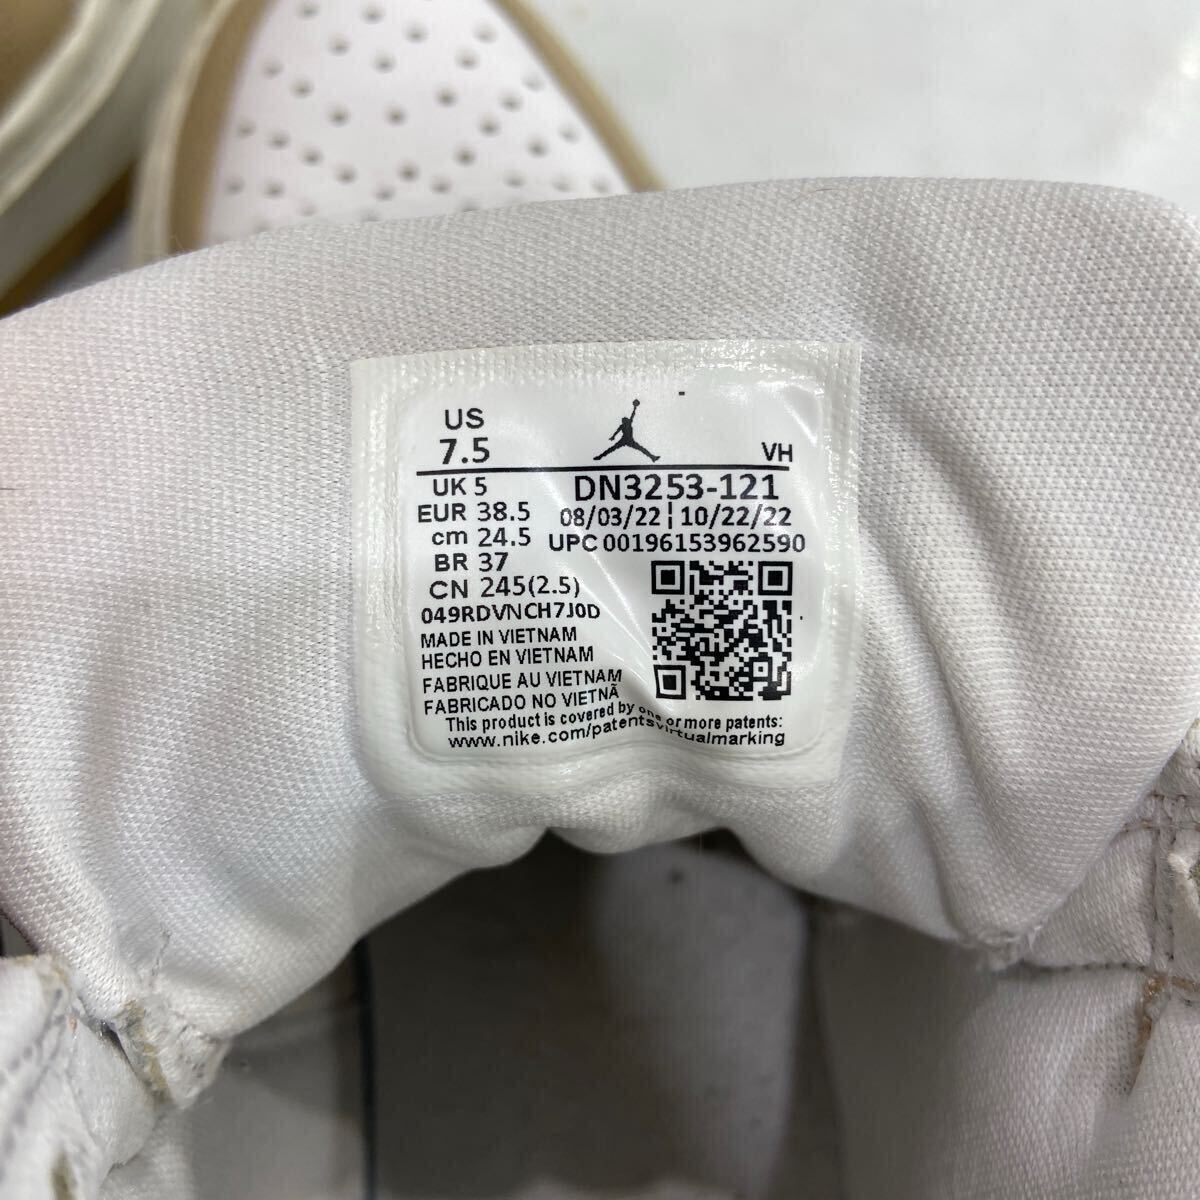 US
7.5
VH
UK 5
DN3253-121
EUR 38.5
08/03/22 | 10/22/22
cm 24.5
UPC 00196153962590
BR 37
CN 245(2.5)
049RDVNCH7J0D
MADE IN VIETNAM
HECHO EN VIETNAM
FABRIQUE AU VIETNAM
FABRICADO NO VIETNÃ
This product is covered by one or more patents:
www.nike.com/patentsvirtualmarking